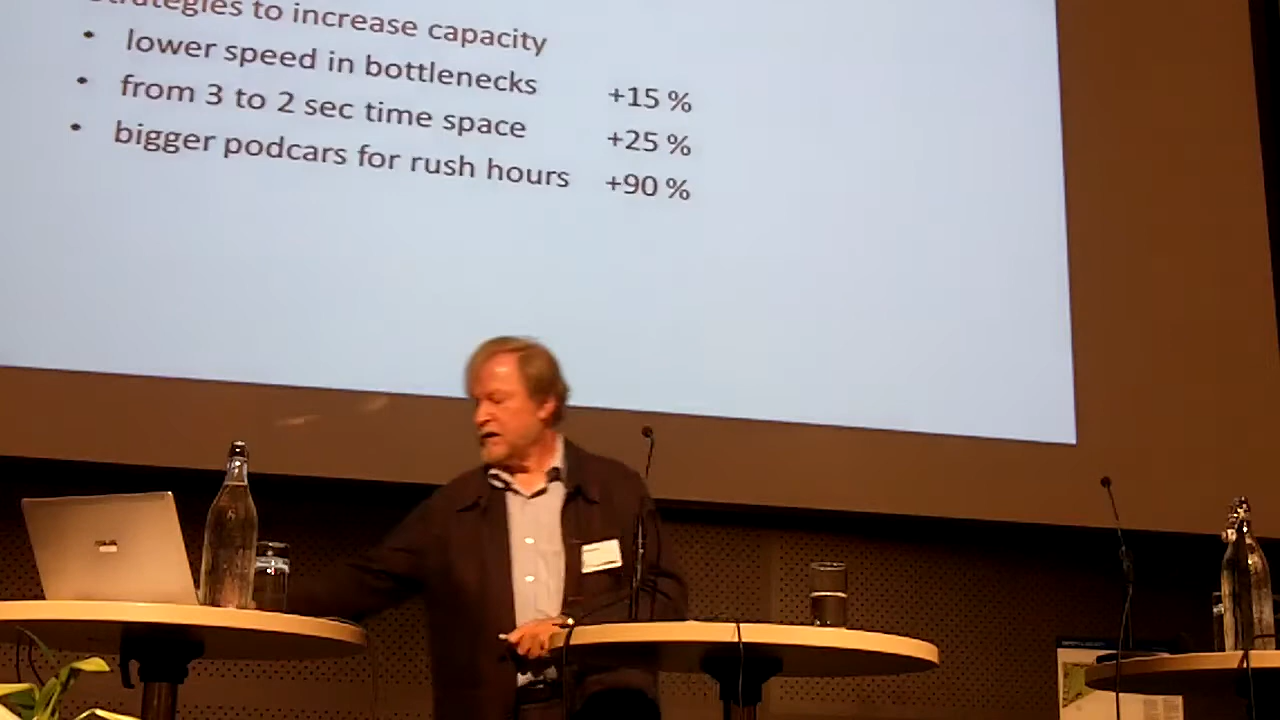 strategies to increase capacity
• lower speed in bottlenecks +15 %
• from 3 to 2 sec time space +25 %
• bigger podcars for rush hours +90 %